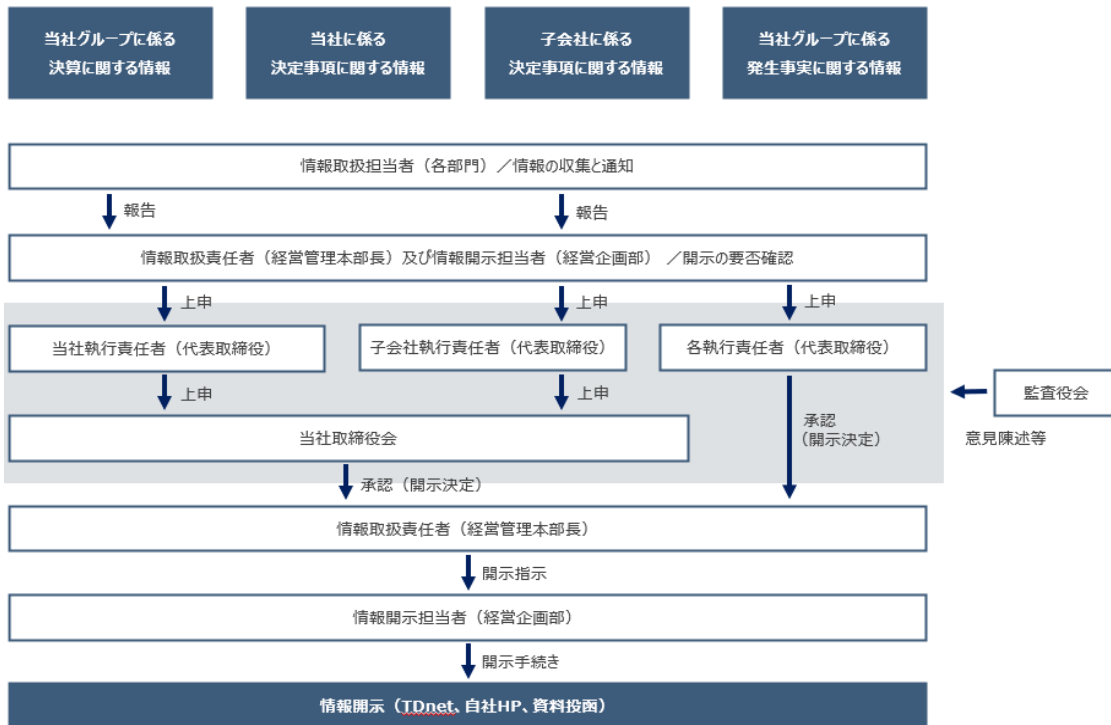 当社グループに係る
決算に関する情報
当社に係る
決定事項に関する情報
子会社に係る
決定事項に関する情報
当社グループに係る
発生事実に関する情報
情報取扱担当者（各部門）／情報の収集と通知
報告
報告
情報取扱責任者（経営管理本部長）及び情報開示担当者（経営企画部） ／開示の要否確認
上申
上申
上申
当社執行責任者（代表取締役）
子会社執行責任者（代表取締役）
各執行責任者（代表取締役）
監査役会
意見陳述等
上申
上申
承認
（開示決定）
当社取締役会
承認（開示決定）
情報取扱責任者（経営管理本部長）
開示指示
情報開示担当者（経営企画部）
開示手続き
情報開示（TDnet、自社HP、資料投函）